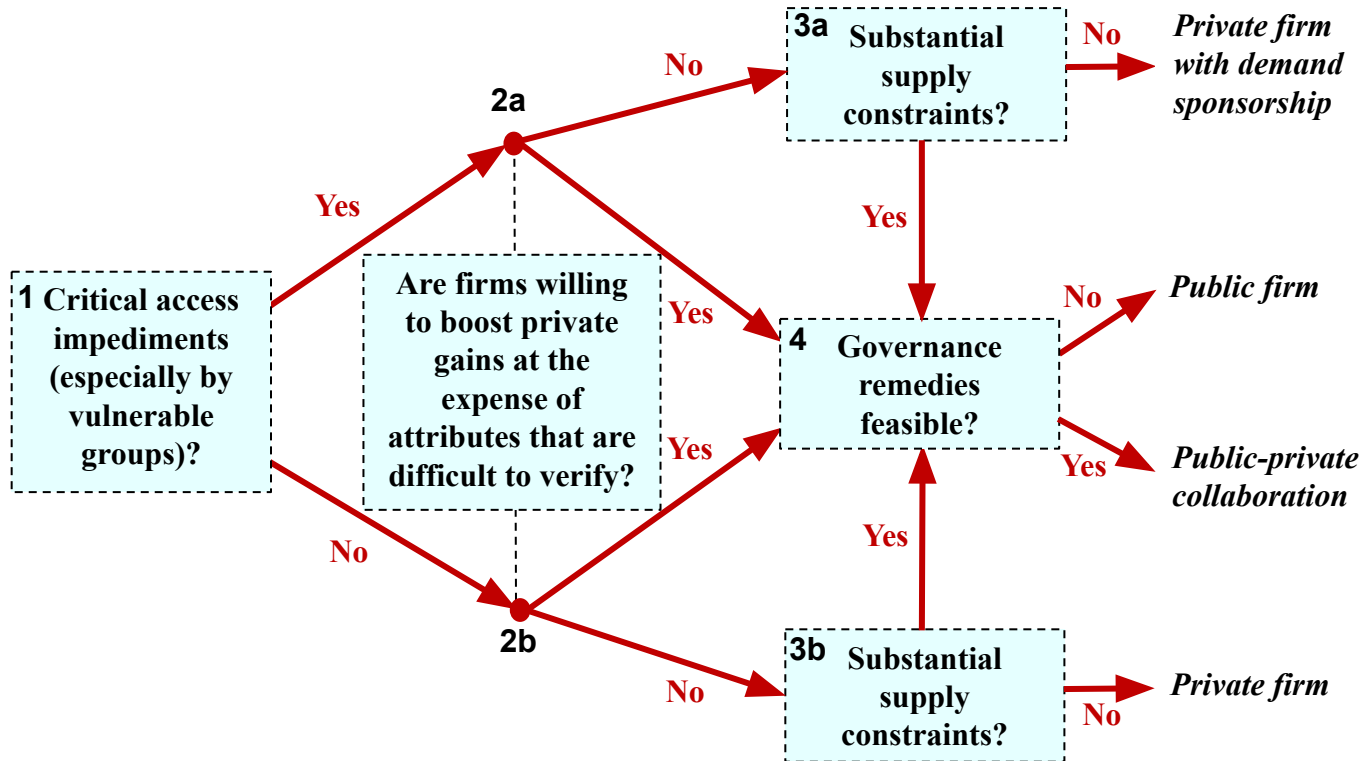 1 Critical access
impediments
(especially by
vulnerable
groups)?
Yes
No
2a
Are firms willing
to boost private
gains at the
expense of
attributes that are
difficult to verify?
2b
No
Yes
Yes
No
3a Substantial
supply
constraints?
No
Private firm
with demand
sponsorship
Yes
4 Governance
remedies
feasible?
No
Public firm
Yes
Public-private
collaboration
Yes
3b Substantial
supply
constraints?
No
Private firm